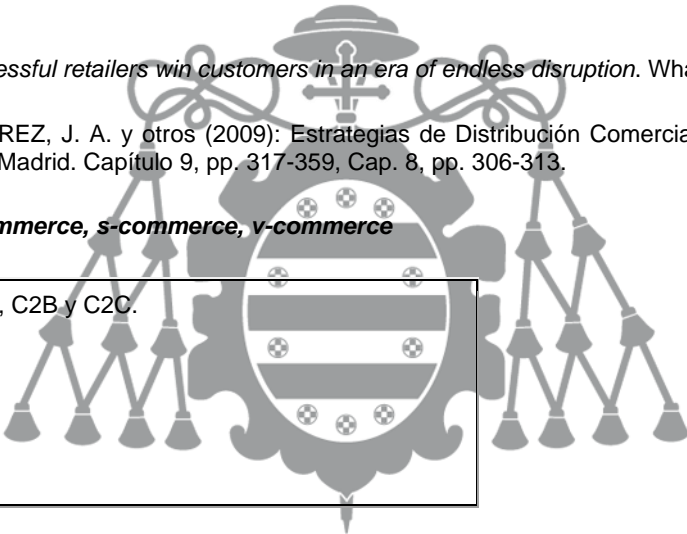 essful retailers win customers in an era of endless disruption. Wha
REZ, J. A. y otros (2009): Estrategias de Distribución Comercia
Madrid. Capítulo 9, pp. 317-359, Cap. 8, pp. 306-313.
mmerce, s-commerce, v-commerce
, C2B y C2C.